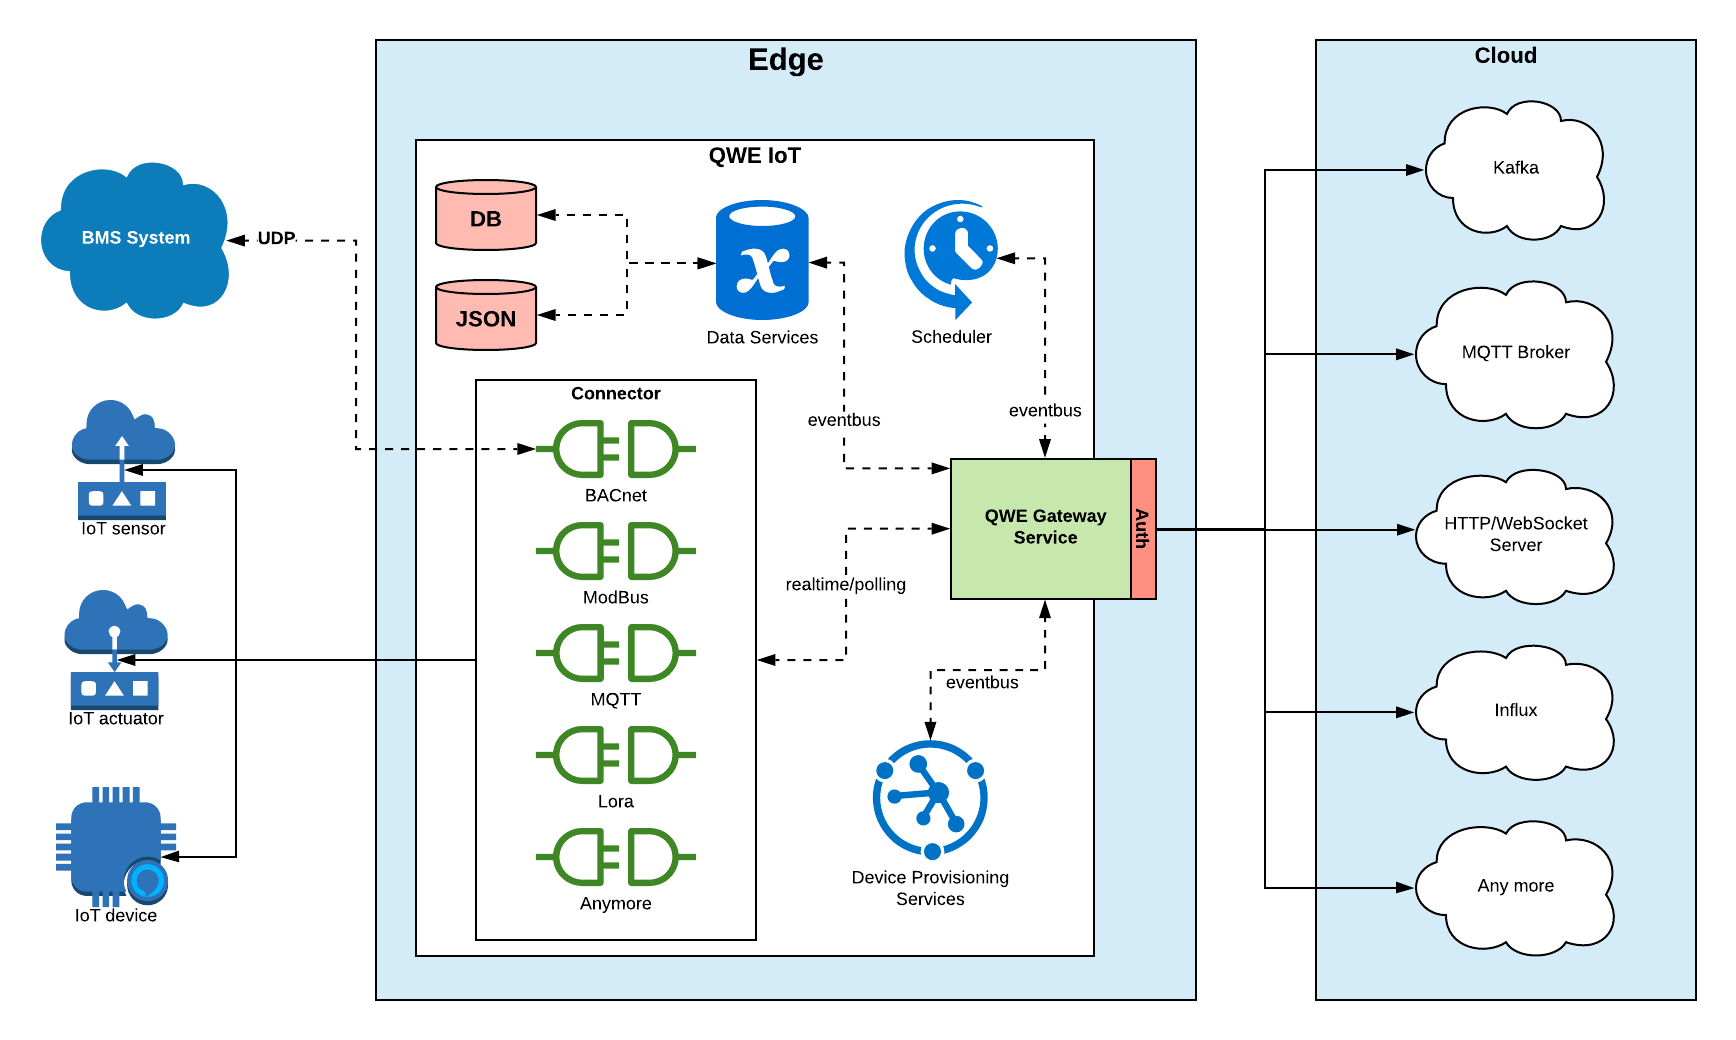 Edge
Cloud
QWE IoT
DB
JSON
Data Services
Scheduler
BMS System
UDP
Connector
BACnet
ModBus
MQTT
Lora
Anymore
eventbus
eventbus
realtime/polling
eventbus
QWE Gateway
Service
Auth
Device Provisioning
Services
IoT sensor
IoT actuator
IoT device
Kafka
MQTT Broker
HTTP/WebSocket
Server
Influx
Any more